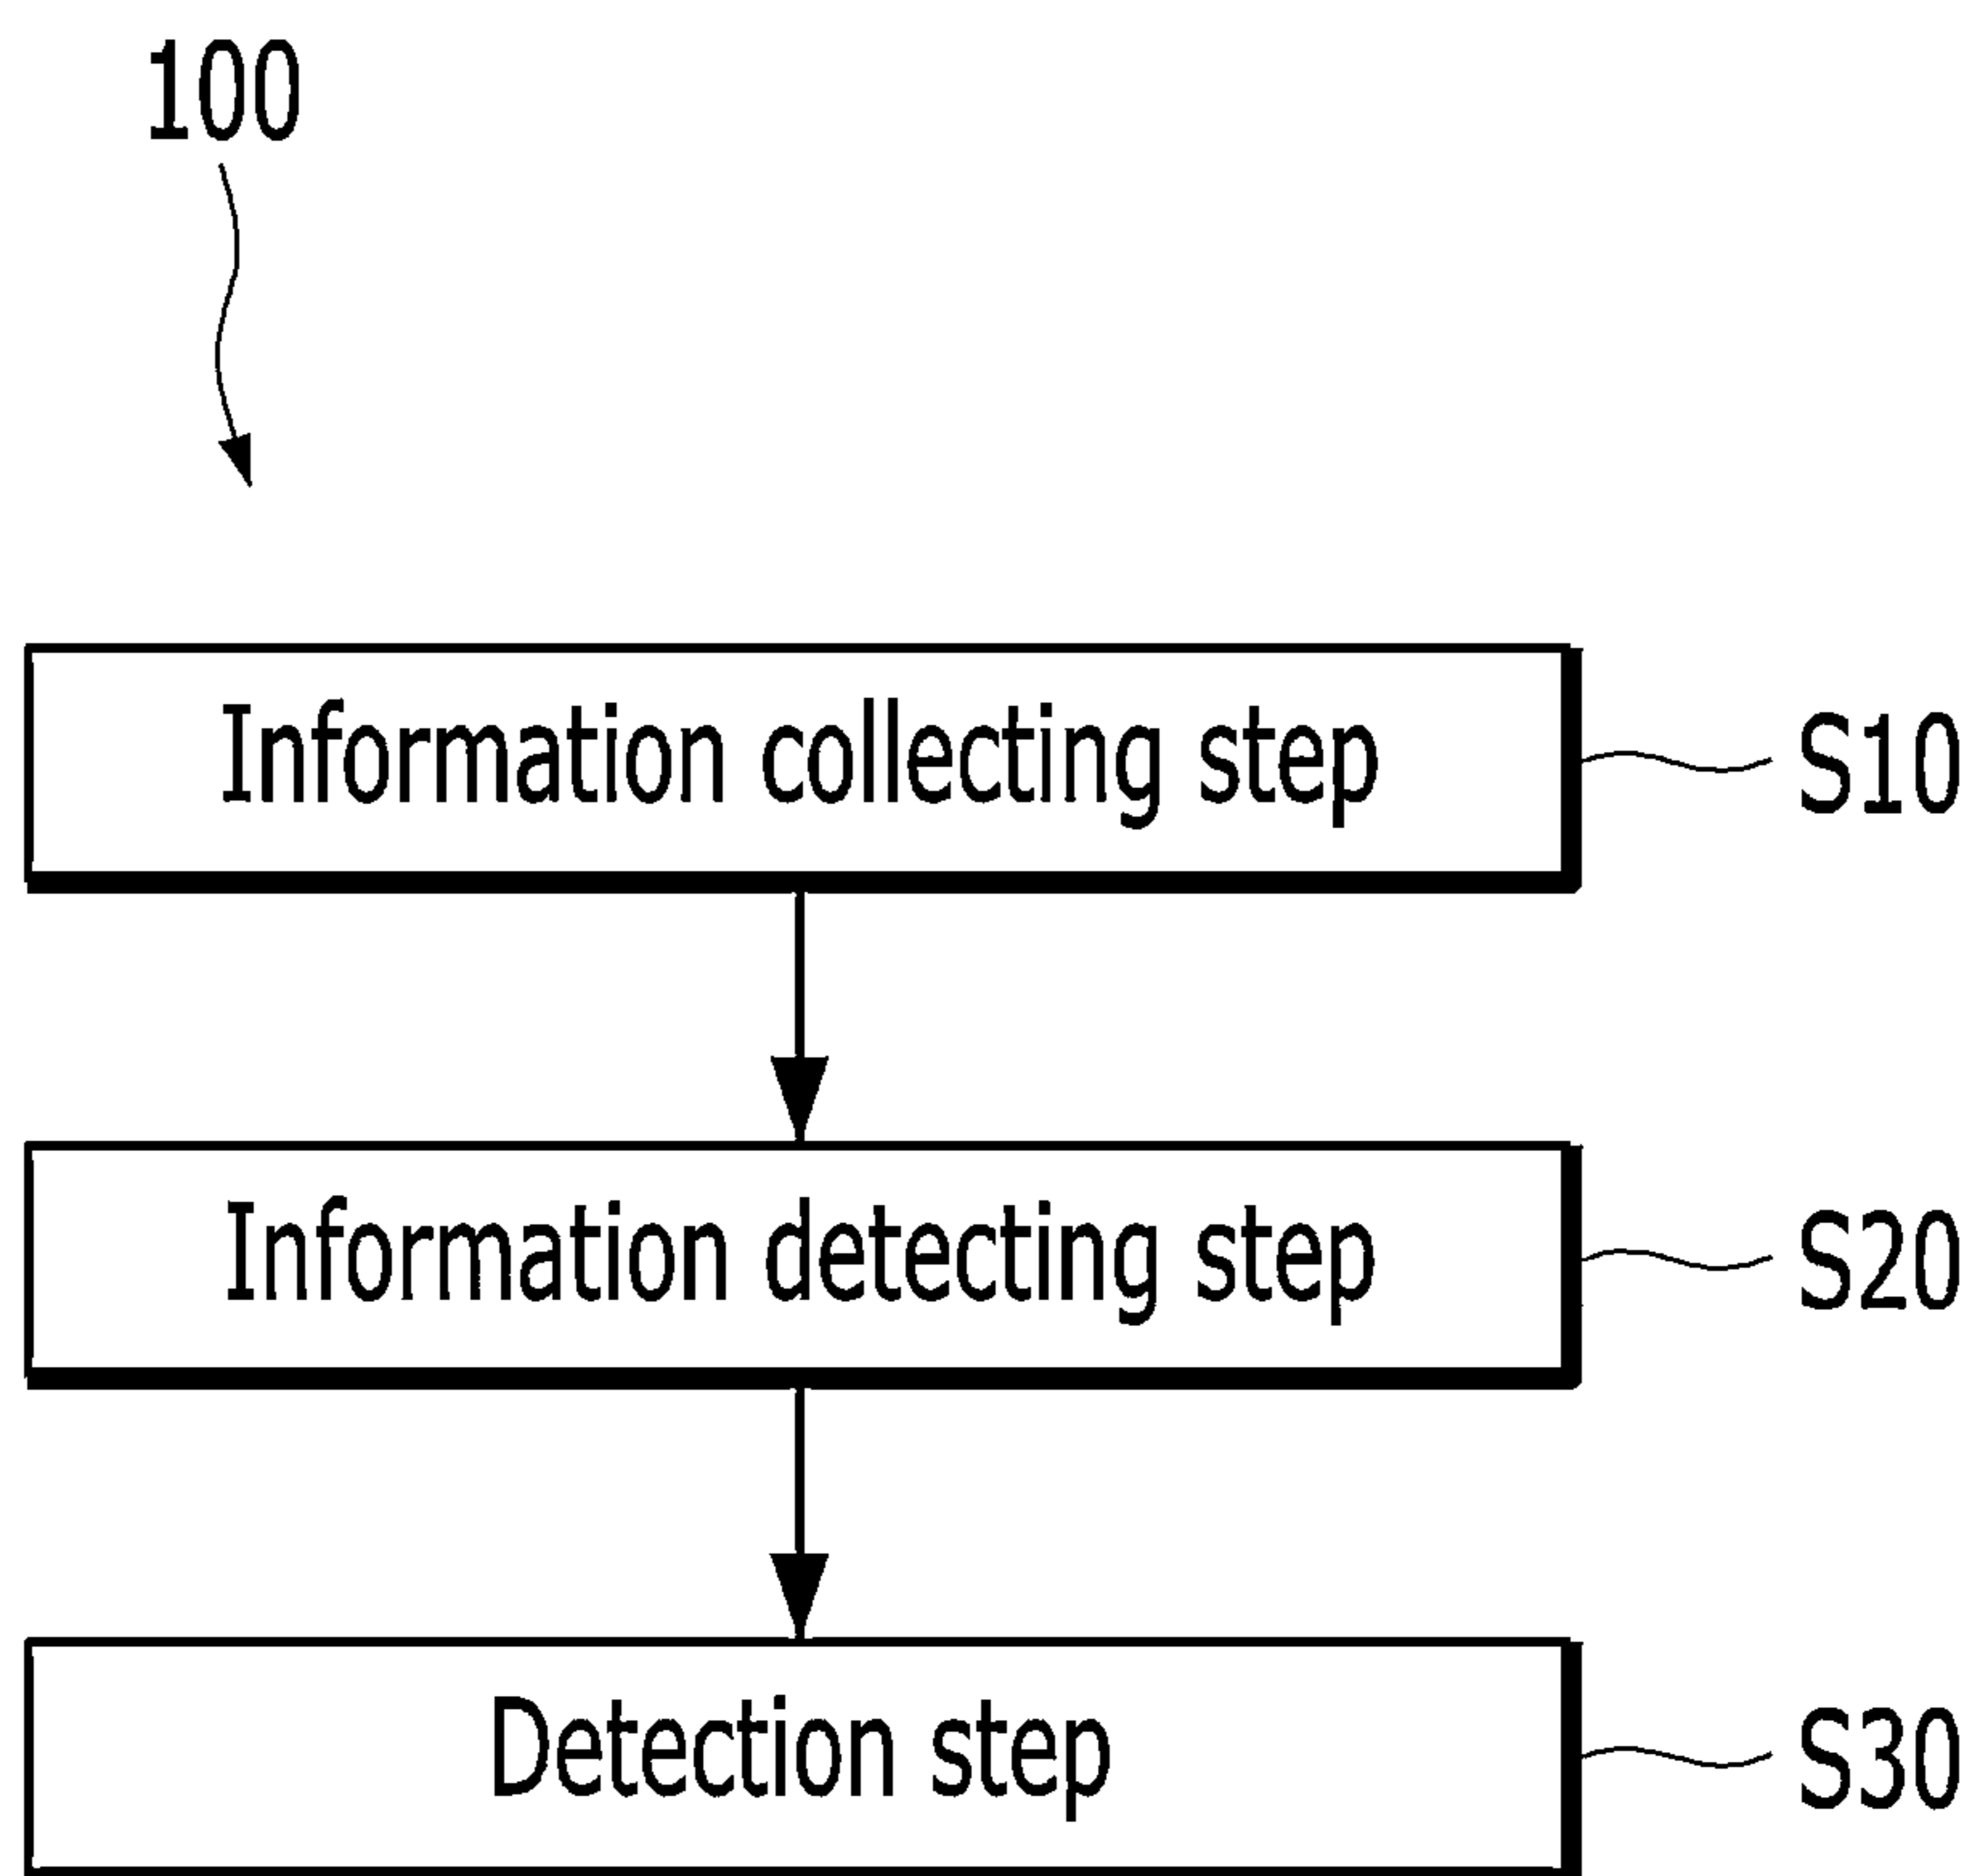 100
Information collecting step S10
Information detecting step S20
Detection step S30